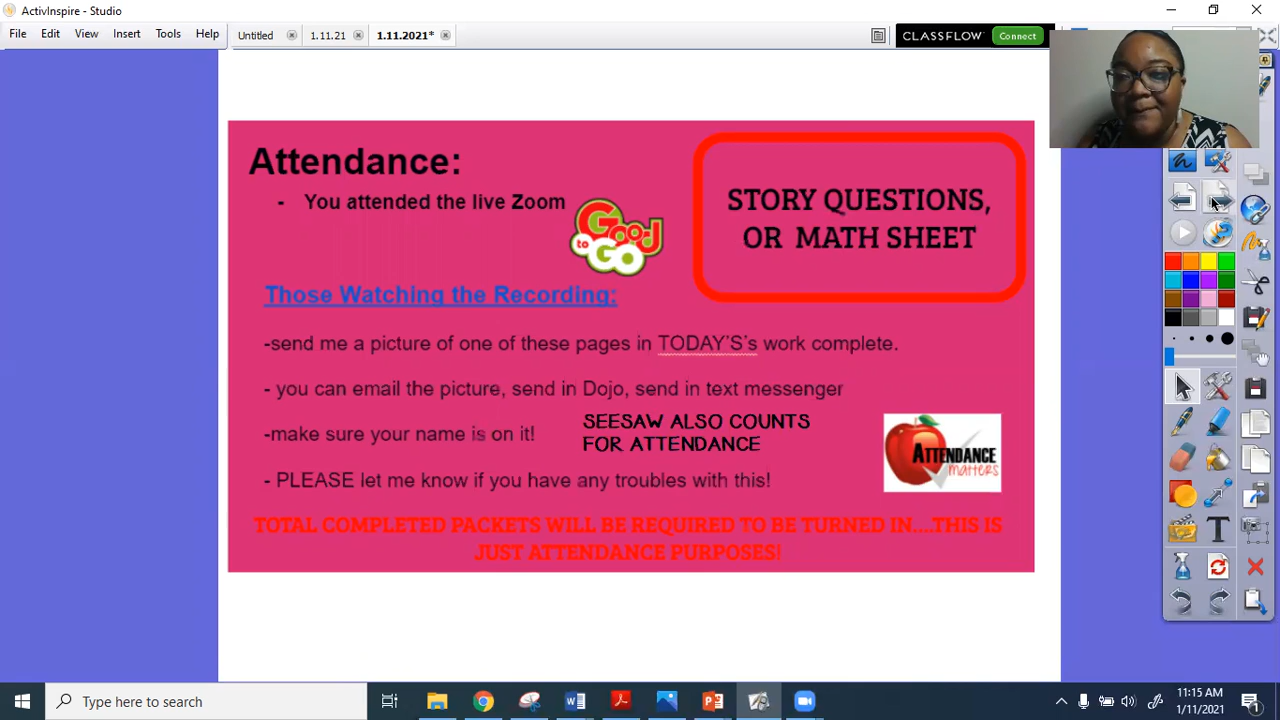 ActivInspire - Studio
File Edit View Insert Tools Help
Untitled 1.11.21 1.11.2021*
CLASSFLOW Connect
Attendance:
- You attended the live Zoom
Good to GO
STORY QUESTIONS,
OR MATH SHEET
Those Watching the Recording:
-send me a picture of one of these pages in TODAY'S's work complete.
- you can email the picture, send in Dojo, send in text messenger
-make sure your name is on it!
SEESAW ALSO COUNTS
FOR ATTENDANCE
- PLEASE let me know if you have any troubles with this!
ATTENDANCE
matters
TOTAL COMPLETED PACKETS WILL BE REQUIRED TO BE TURNED IN....THIS IS
JUST ATTENDANCE PURPOSES!
Type here to search
11:15 AM
1/11/2021